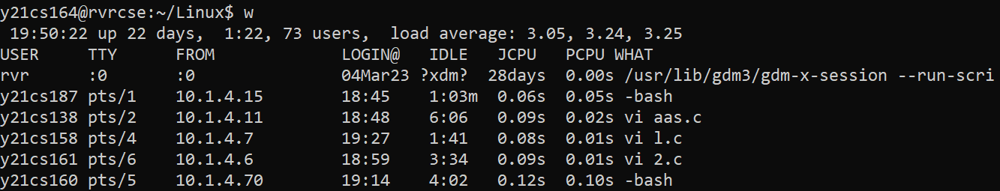 y21cs164@rvrcse:~/Linux$ w
 19:50:22 up 22 days,  1:22, 73 users,  load average: 3.05, 3.24, 3.25
USER     TTY      FROM             LOGIN@   IDLE   JCPU   PCPU WHAT
rvr      :0       :0               04Mar23 ?xdm?  28days  0.00s /usr/lib/gdm3/gdm-x-session --run-scri
y21cs187 pts/1    10.1.4.15        18:45    1:03m  0.06s  0.05s -bash
y21cs138 pts/2    10.1.4.11        18:48    6:06   0.09s  0.02s vi aas.c
y21cs158 pts/4    10.1.4.7         19:27    1:41   0.08s  0.01s vi l.c
y21cs161 pts/6    10.1.4.6         18:59    3:34   0.09s  0.01s vi 2.c
y21cs160 pts/5    10.1.4.70        19:14    4:02   0.12s  0.10s -bash